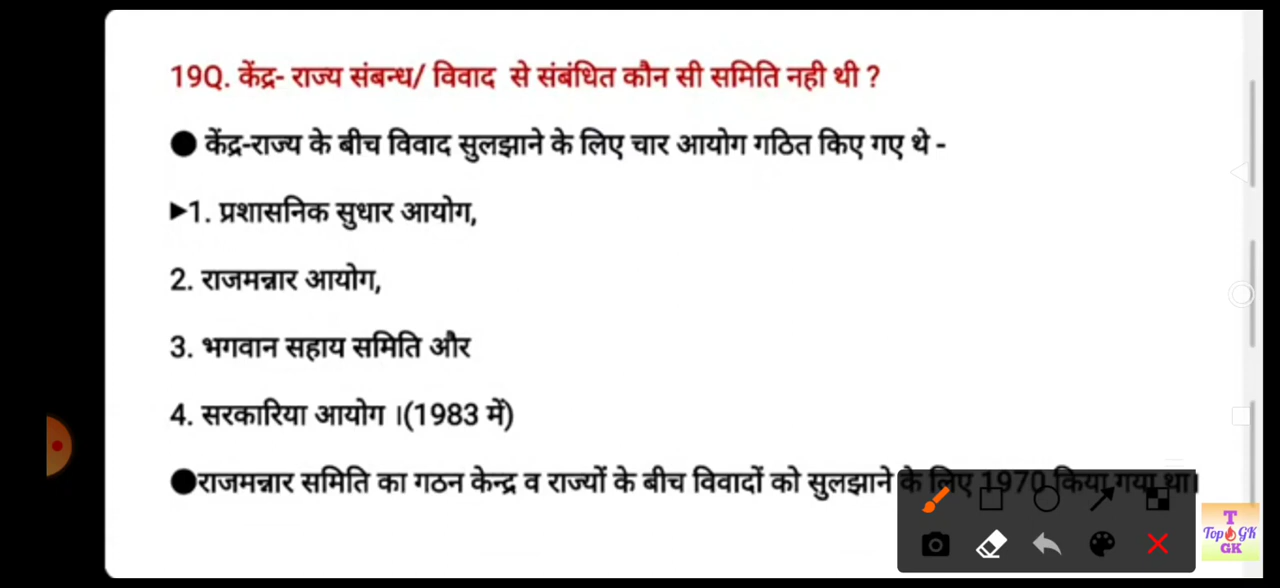 19Q. केंद्र- राज्य संबन्ध/ विवाद से संबंधित कौन सी समिति नही थी ?
● केंद्र-राज्य के बीच विवाद सुलझाने के लिए चार आयोग गठित किए गए थे -
►1. प्रशासनिक सुधार आयोग,
2. राजमन्नार आयोग,
3. भगवान सहाय समिति और
4. सरकारिया आयोग ।(1983 में)
●राजमन्नार समिति का गठन केन्द्र व राज्यों के बीच विवादों को सुलझाने के लिए 1970 किया गया था।
T
Top GK
GK